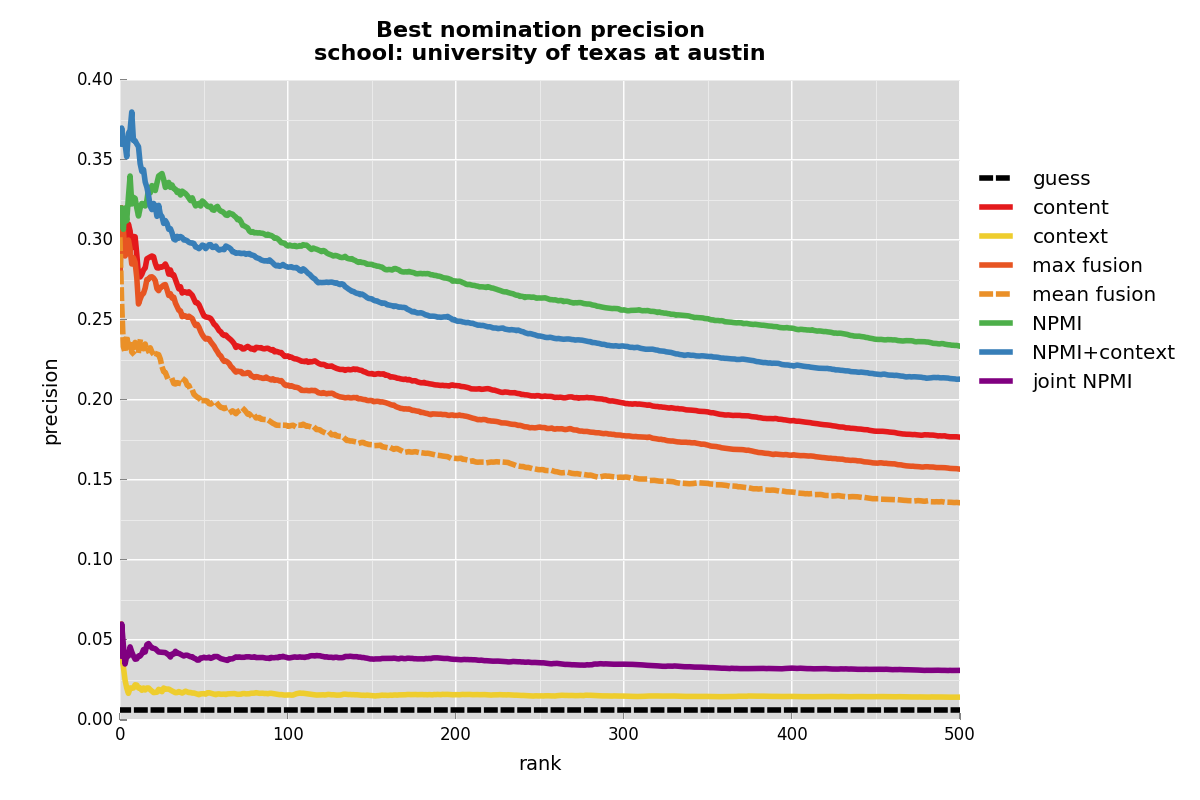 Best nomination precision
school: university of texas at austin
precision
0.40
0.35
0.30
0.25
0.20
0.15
0.10
0.05
0.00
0
100
200
300
400
500
rank
guess
content
context
max fusion
mean fusion
NPMI
NPMI+context
joint NPMI